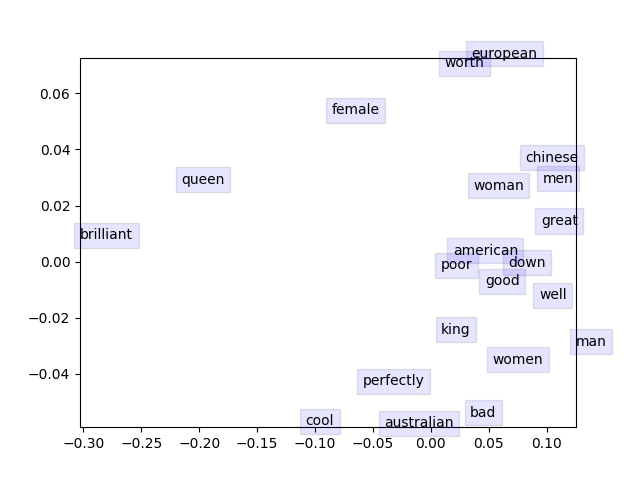 european
worth
0.06
female
0.04
chinese
men
queen
woman
0.02
great
brilliant
american
0.00
poor
down
good
well
−0.02
king
man
women
−0.04
perfectly
bad
cool
australian
−0.30 −0.25 −0.20 −0.15 −0.10 −0.05 0.00 0.05 0.10